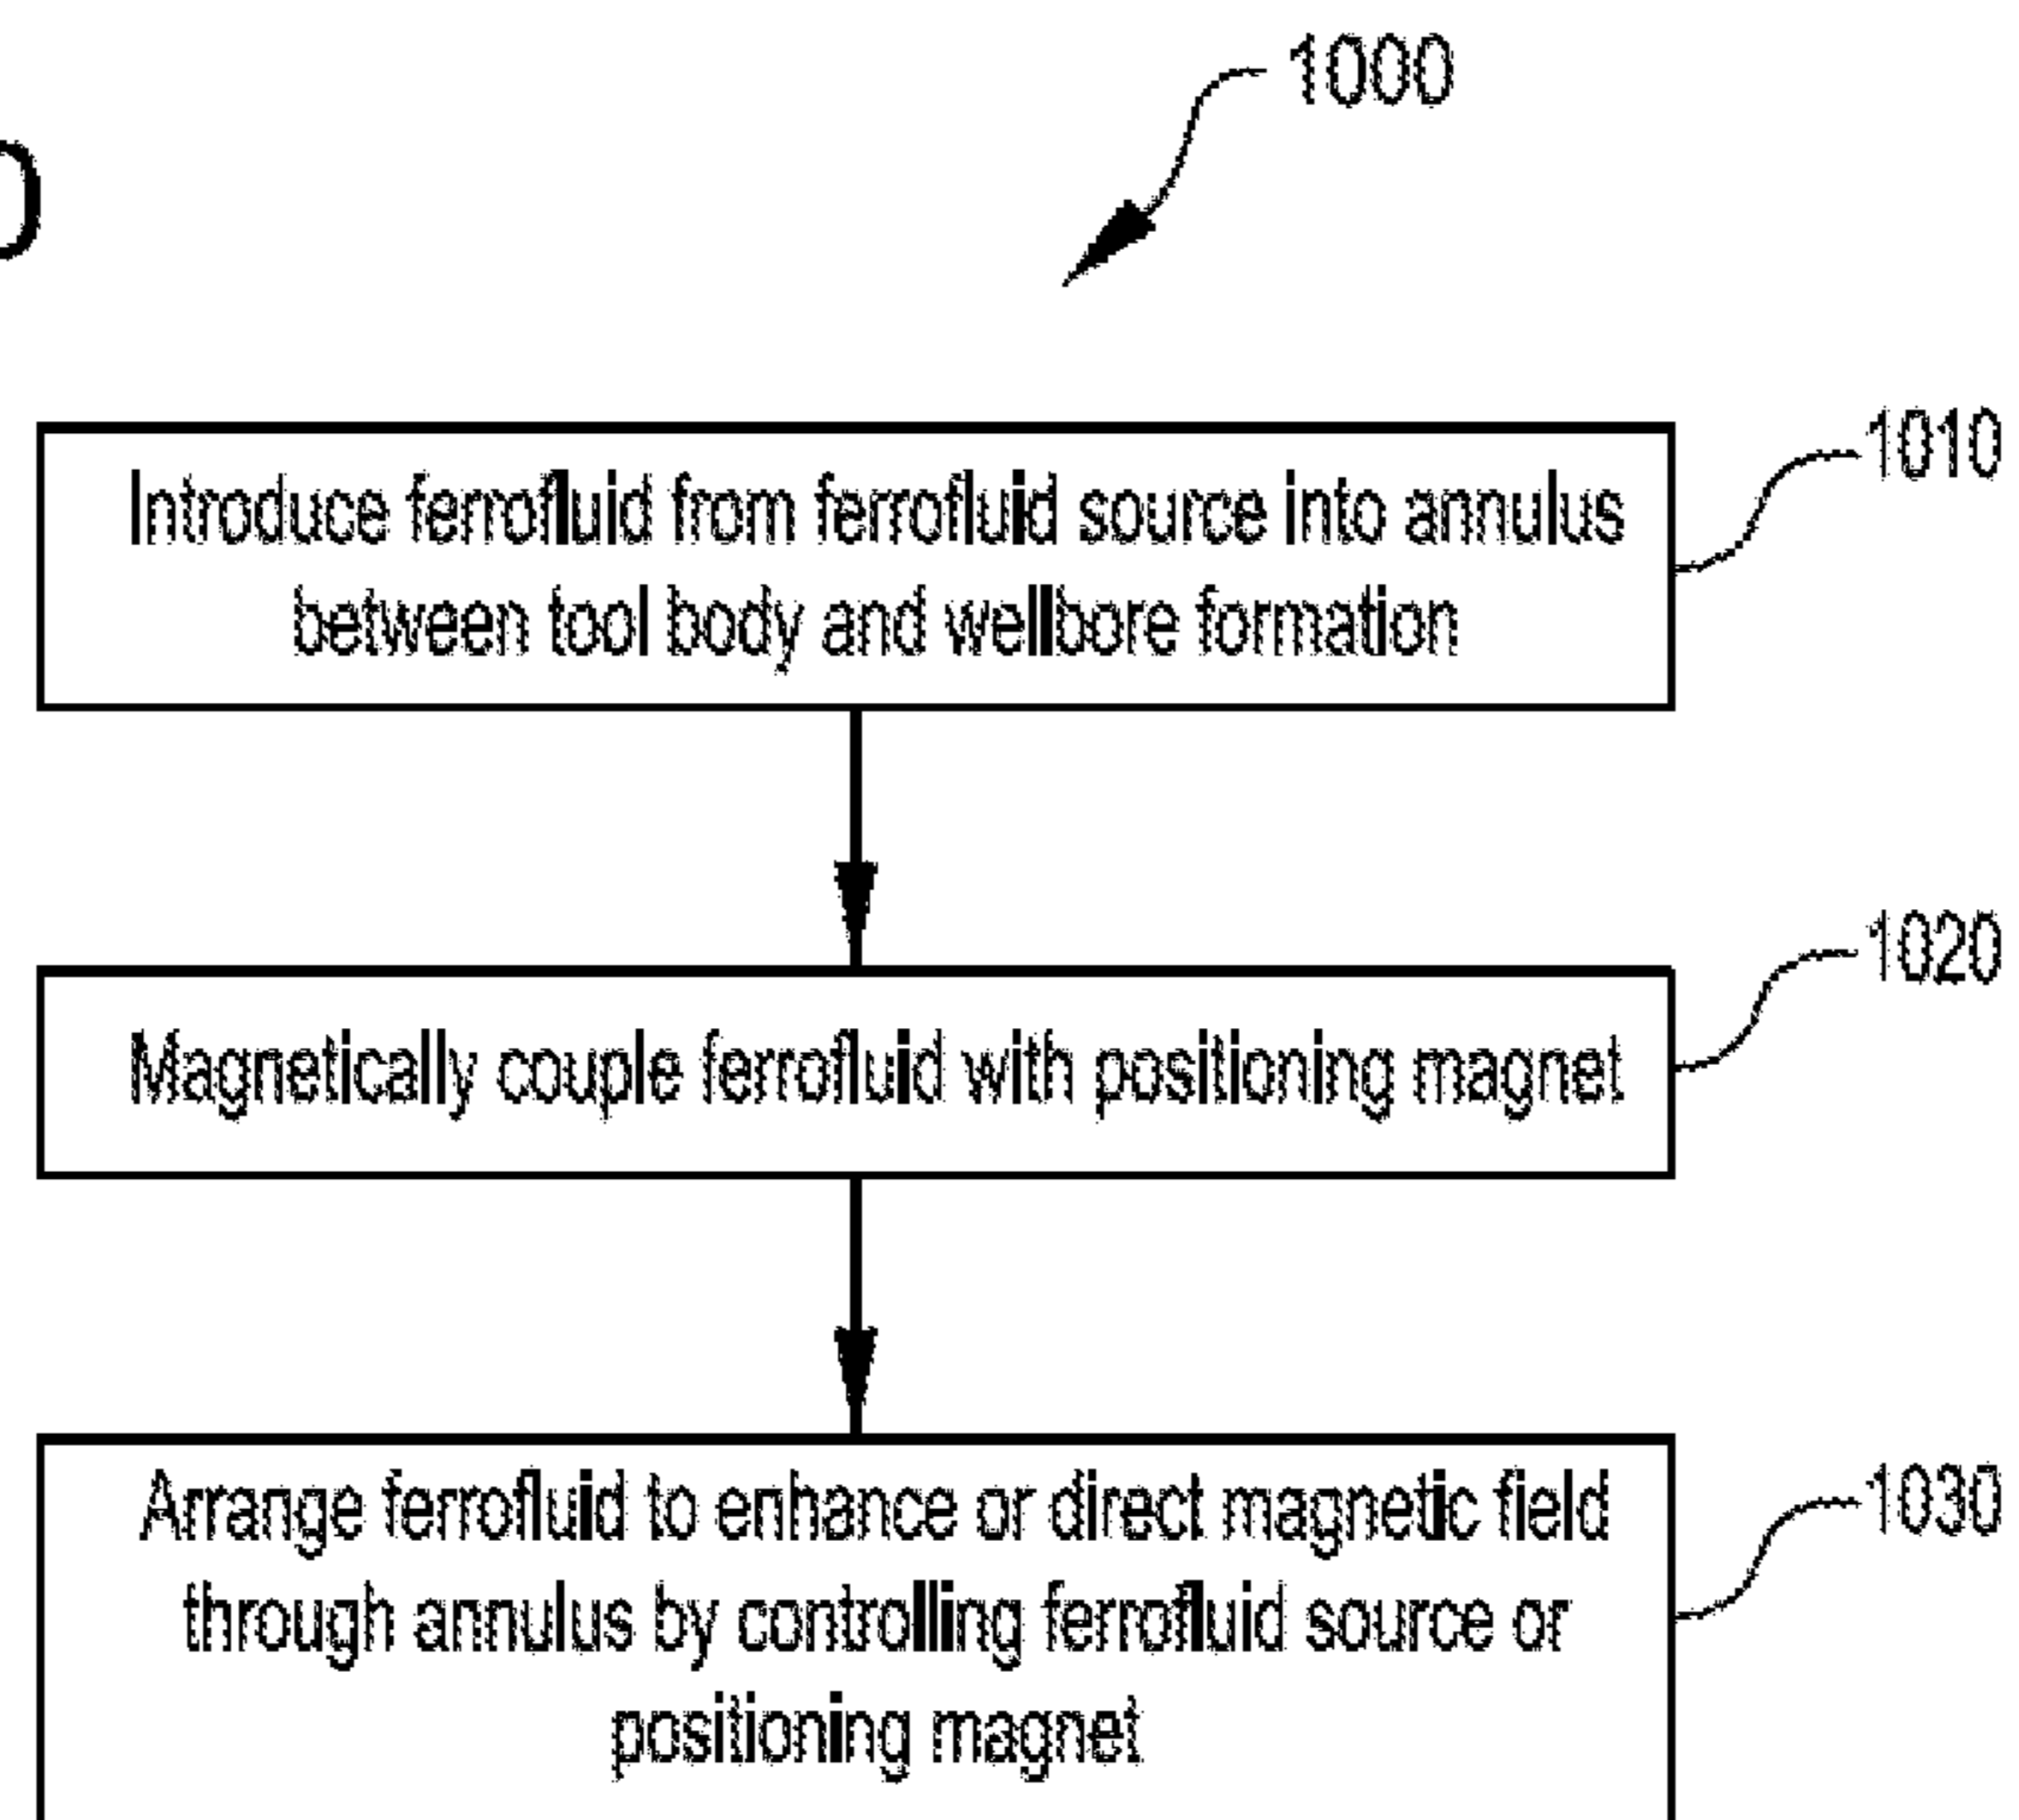 1000
Introduce ferrofluid from ferrofluid source into annulus
between tool body and wellbore formation
1010
Magnetically couple ferrofluid with positioning magnet
1020
Arrange ferrofluid to enhance or direct magnetic field
through annulus by controlling ferrofluid source or
positioning magnet
1030